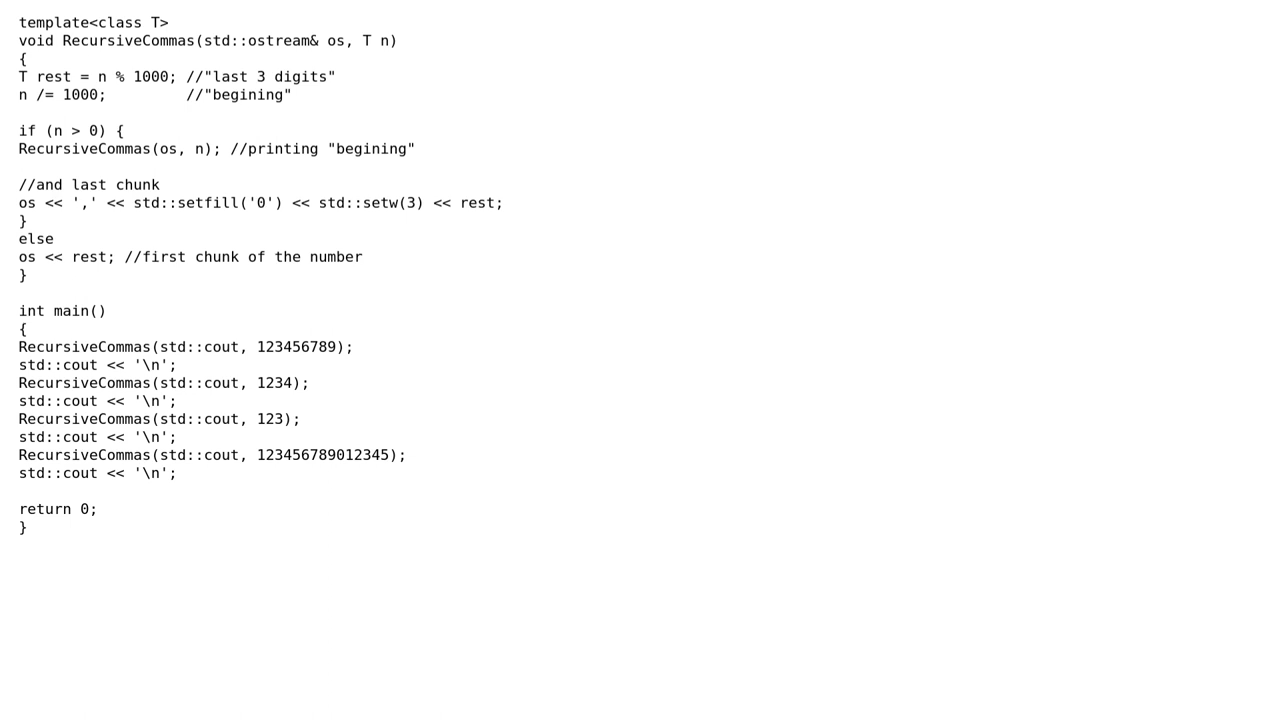 template<class T>
void RecursiveCommas(std::ostream& os, T n)
{
T rest = n % 1000; //"last 3 digits"
n /= 1000;         //"begining"

if (n > 0) {
RecursiveCommas(os, n); //printing "begining"

//and last chunk
os << ',' << std::setfill('0') << std::setw(3) << rest;
}
else
os << rest; //first chunk of the number
}

int main()
{
RecursiveCommas(std::cout, 123456789);
std::cout << '\n';
RecursiveCommas(std::cout, 1234);
std::cout << '\n';
RecursiveCommas(std::cout, 123);
std::cout << '\n';
RecursiveCommas(std::cout, 123456789012345);
std::cout << '\n';

return 0;
}